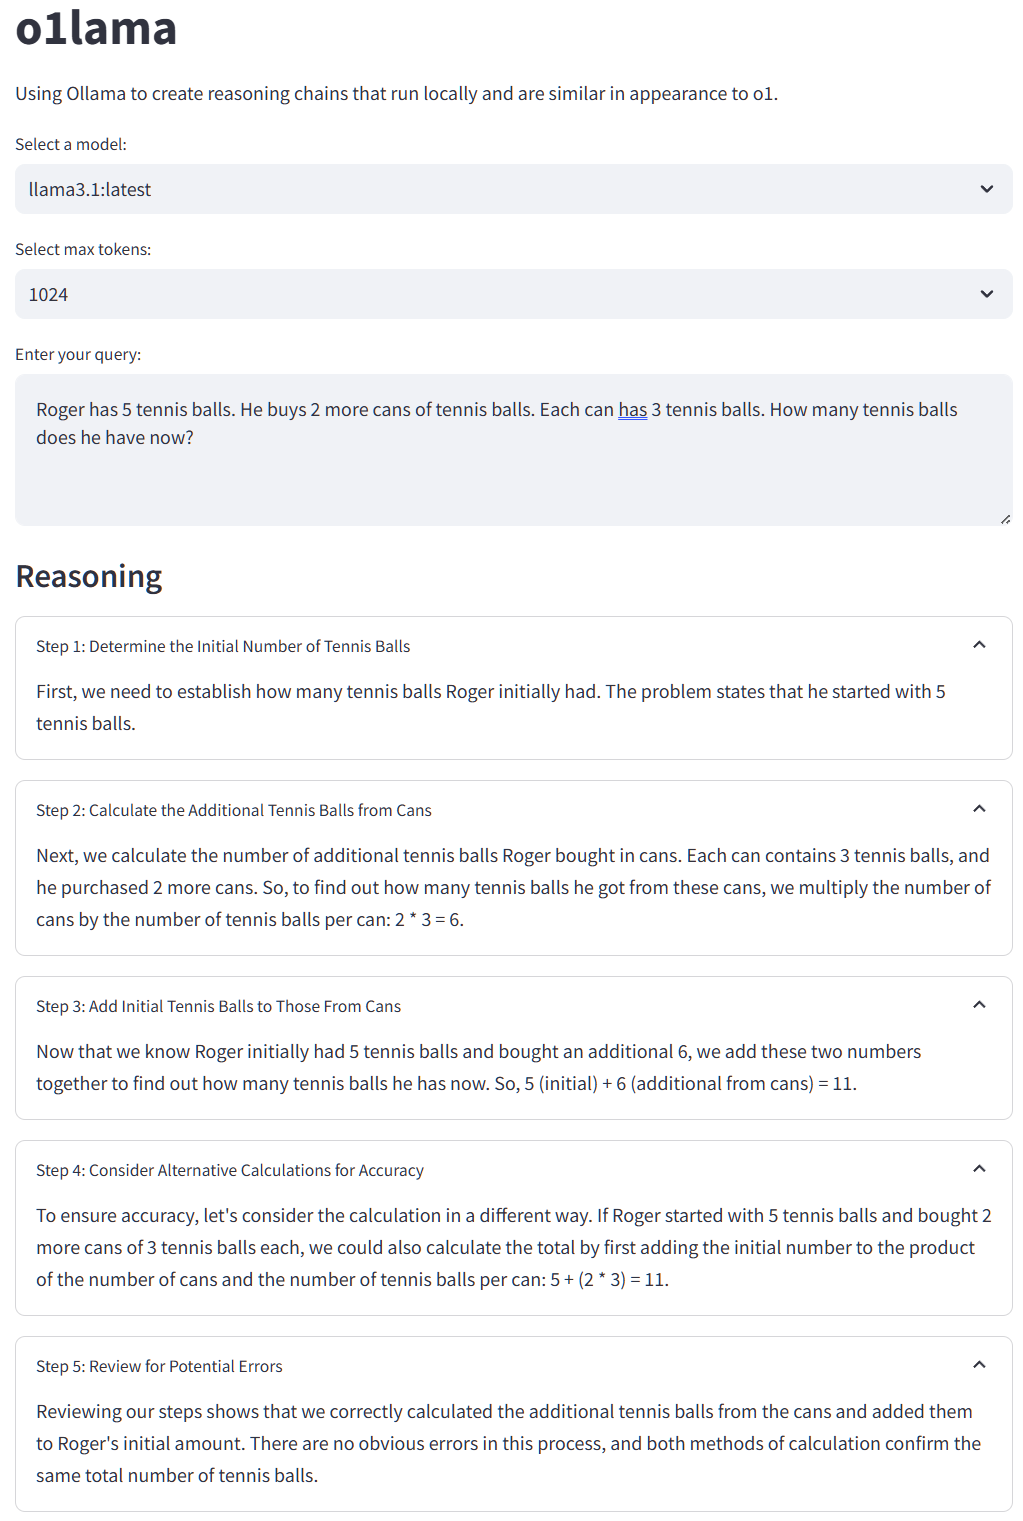 o1lama
Using Ollama to create reasoning chains that run locally and are similar in appearance to o1.
Select a model:
llama3.1:latest
Select max tokens:
1024
Enter your query:
Roger has 5 tennis balls. He buys 2 more cans of tennis balls. Each can has 3 tennis balls. How many tennis balls
does he have now?
Reasoning
Step 1: Determine the Initial Number of Tennis Balls
First, we need to establish how many tennis balls Roger initially had. The problem states that he started with 5
tennis balls.
Step 2: Calculate the Additional Tennis Balls from Cans
Next, we calculate the number of additional tennis balls Roger bought in cans. Each can contains 3 tennis balls, and
he purchased 2 more cans. So, to find out how many tennis balls he got from these cans, we multiply the number of
cans by the number of tennis balls per can: 2 * 3 = 6.
Step 3: Add Initial Tennis Balls to Those From Cans
Now that we know Roger initially had 5 tennis balls and bought an additional 6, we add these two numbers
together to find out how many tennis balls he has now. So, 5 (initial) + 6 (additional from cans) = 11.
Step 4: Consider Alternative Calculations for Accuracy
To ensure accuracy, let's consider the calculation in a different way. If Roger started with 5 tennis balls and bought 2
more cans of 3 tennis balls each, we could also calculate the total by first adding the initial number to the product
of the number of cans and the number of tennis balls per can: 5 + (2 * 3) = 11.
Step 5: Review for Potential Errors
Reviewing our steps shows that we correctly calculated the additional tennis balls from the cans and added them
to Roger's initial amount. There are no obvious errors in this process, and both methods of calculation confirm the
same total number of tennis balls.